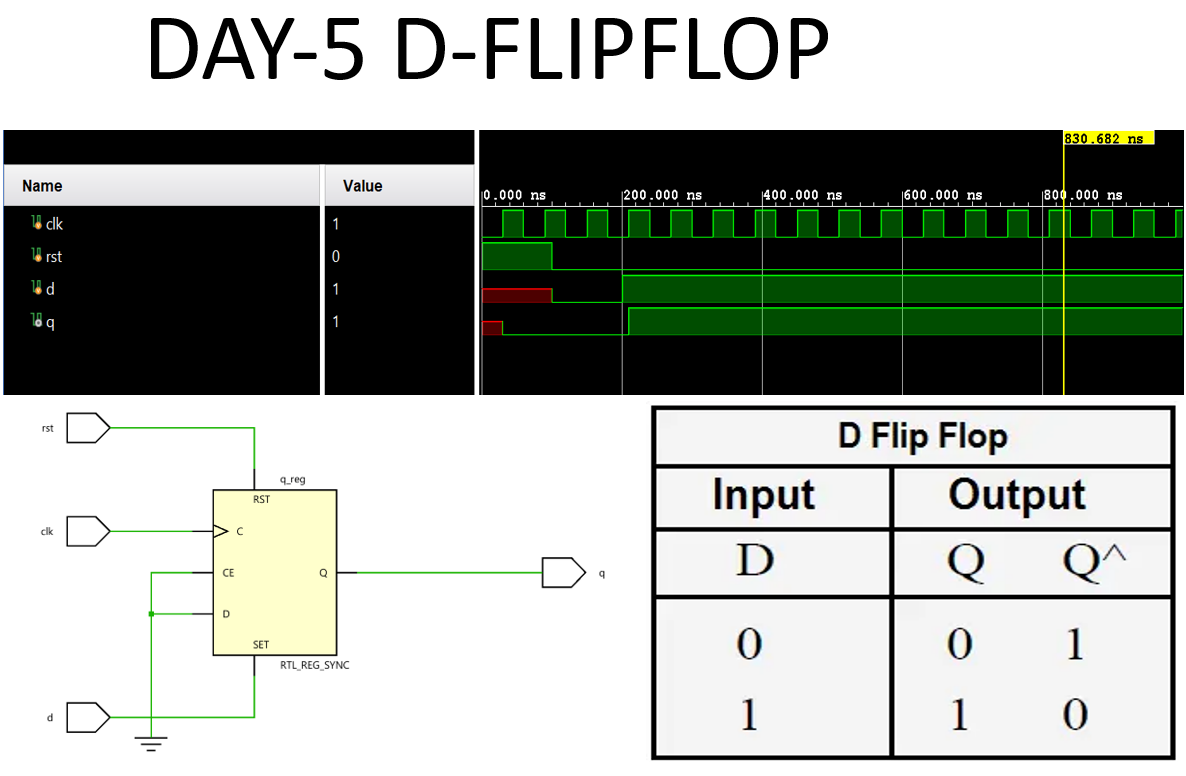 DAY-5 D-FLIPFLOP
830.682 ns
Name Value
0.000 ns 200.000 ns 400.000 ns 600.000 ns 800.000 ns
clk 1
rst 0
d 1
q 1
rst
q_reg
RST
clk
C
CE
Q
q
D
SET
RTL_REG_SYNC
d
D Flip Flop
Input Output
D Q Q^
0 0 1
1 1 0